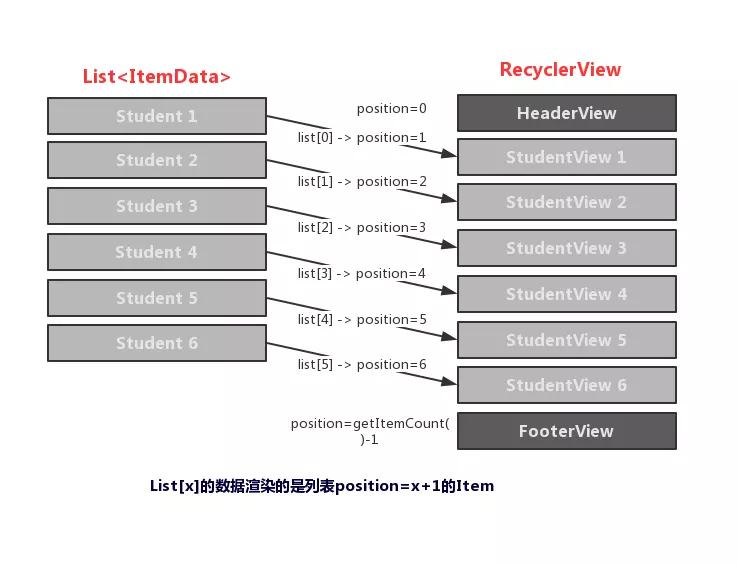 List<ItemData>
RecyclerView
Student 1
position=0
HeaderView
list[0] -> position=1
StudentView 1
Student 2
list[1] -> position=2
StudentView 2
Student 3
list[2] -> position=3
StudentView 3
Student 4
list[3] -> position=4
StudentView 4
Student 5
list[4] -> position=5
StudentView 5
Student 6
list[5] -> position=6
StudentView 6
position=getItemCount(
)-1
FooterView
List[x]的数据渲染的是列表position=x+1的Item